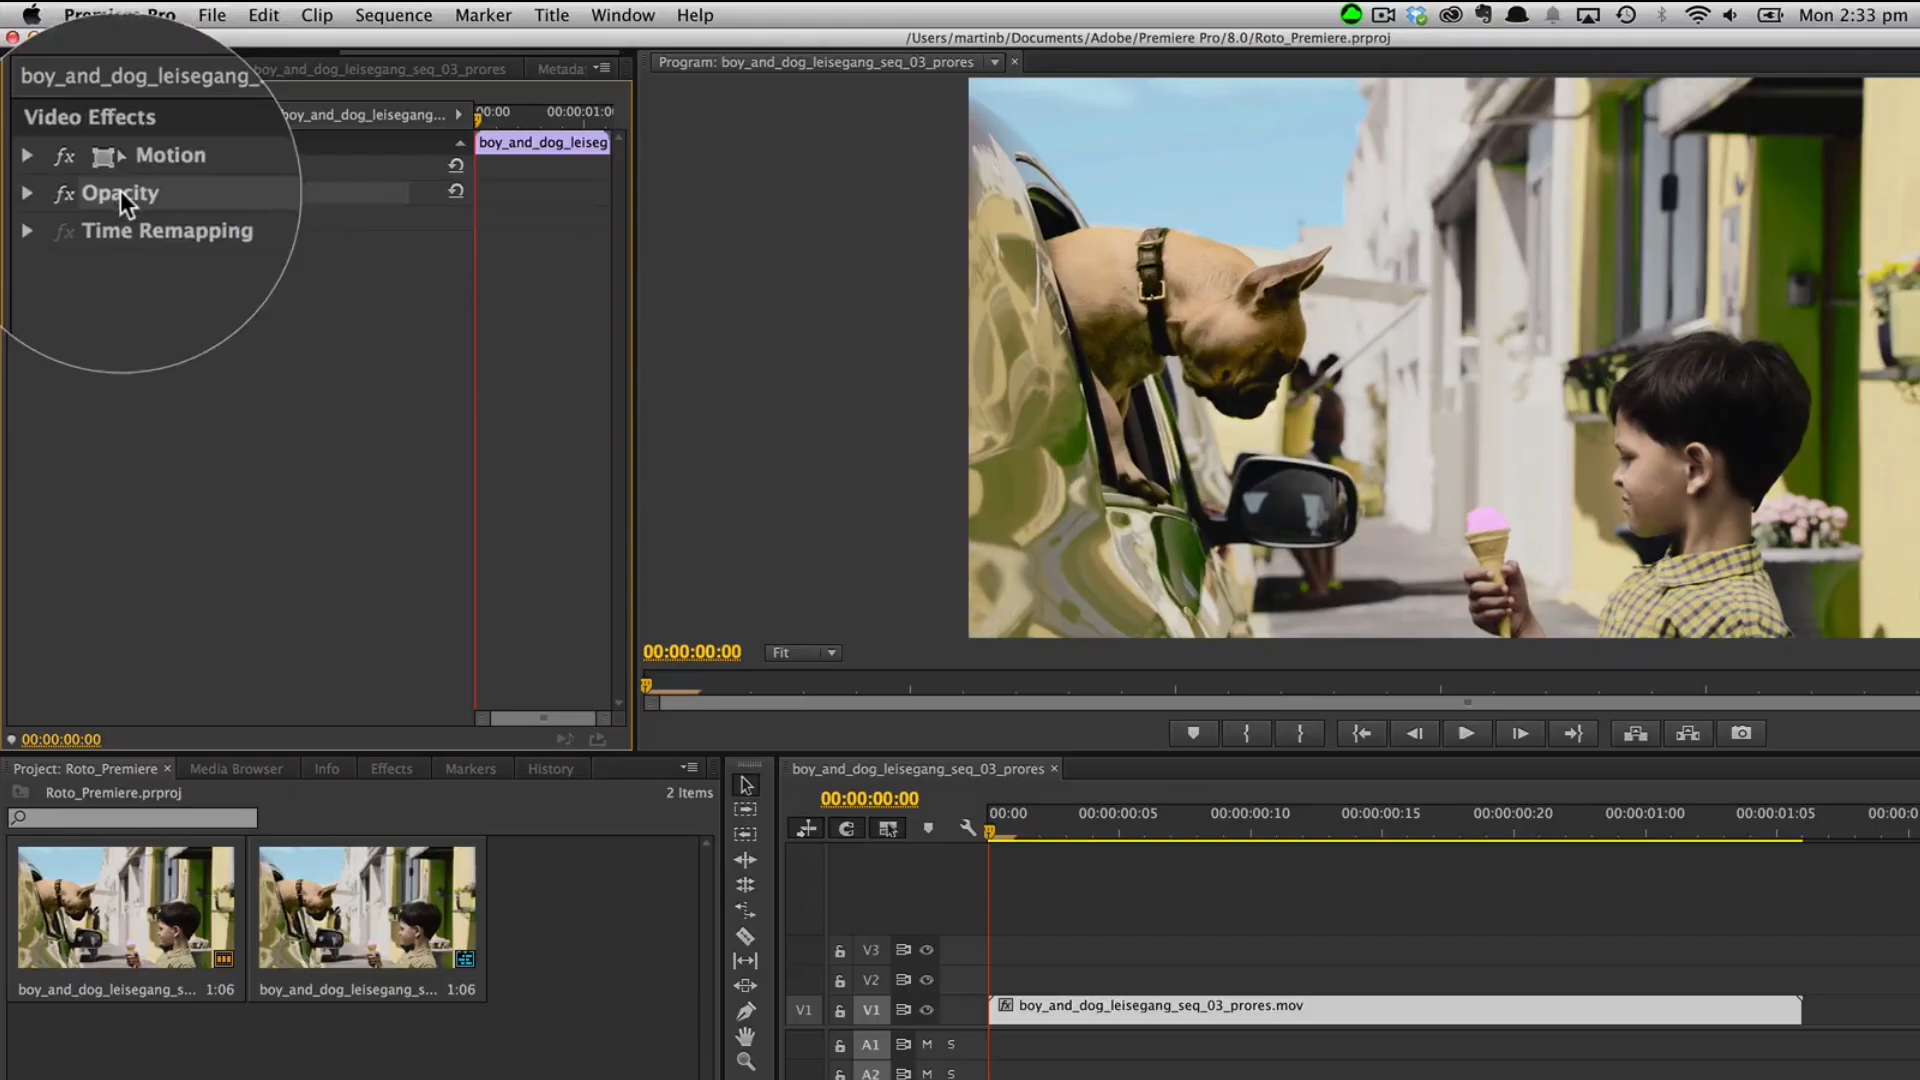 Premiere Pro File Edit Clip Sequence Marker Title Window Help Mon 2:33 pm
/Users/martinb/Documents/Adobe/Premiere Pro/8.0/Roto_Premiere.prproj
boy_and_dog_leisegang_ boy_and_dog_leisegang_seq_03_prores Metada:
Program: boy_and_dog_leisegang_seq_03_prores ×
Video Effects
boy_and_dog_leisegang... 00:00 00:00:01:0
boy_and_dog_leiseg
fx Motion
fx Opacity
fx Time Remapping
00:00:00:00 Fit
00:00:00:00
Project: Roto_Premiere × Media Browser Info Effects Markers History
Roto_Premiere.prproj 2 Items
boy_and_dog_leisegang_s... 1:06
boy_and_dog_leisegang_s... 1:06
boy_and_dog_leisegang_seq_03_prores ×
00:00:00:00
00:00 00:00:00:05 00:00:00:10 00:00:00:15 00:00:00:20 00:00:01:00 00:00:01:05 00:00:0
V3
V2
V1 V1 fx boy_and_dog_leisegang_seq_03_prores.mov
A1 M S
A2 M S